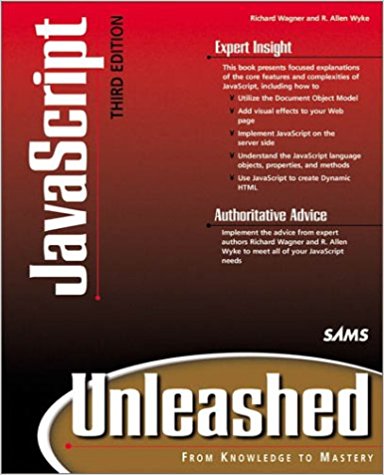 Richard Wagner and R. Allen Wyke
JavaScript
THIRD EDITION
Expert Insight
This book presents focused explanations
of the core features and complexities of
JavaScript, including how to
Utilize the Document Object Model
Add visual effects to your Web
page
Implement JavaScript on the
server side
Understand the JavaScript language
objects, properties, and methods
Use JavaScript to create Dynamic
HTML
Authoritative Advice
Implement the advice from expert
authors Richard Wagner and R. Allen
Wyke to meet all of your JavaScript
needs
SAMS
Unleashed
FROM KNOWLEDGE TO MASTERY